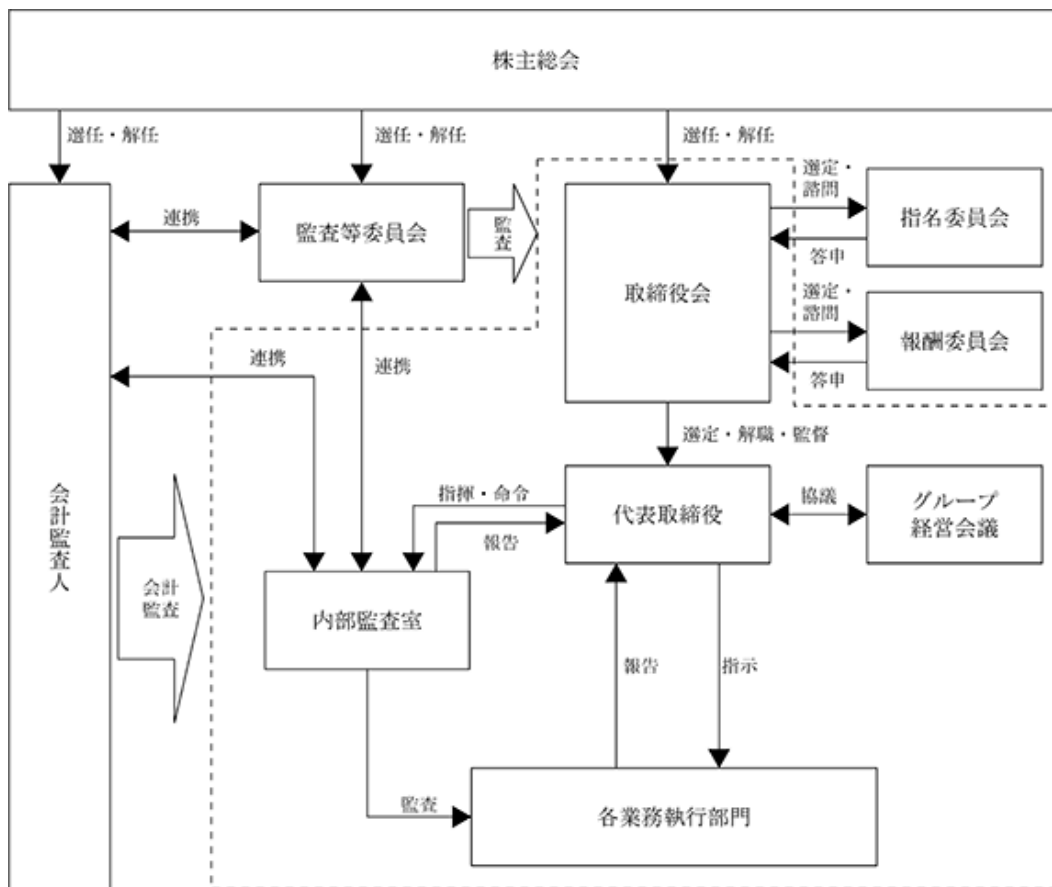 株主総会
選任・解任
選任・解任
選任・解任
連携
監査等委員会
監査
取締役会
選定・
諮問
指名委員会
答申
選定・
諮問
報酬委員会
答申
連携
連携
選定・解職・監督
会計監査人
会計
監査
指揮・命令
報告
代表取締役
協議
グループ
経営会議
内部監査室
報告
指示
監査
各業務執行部門